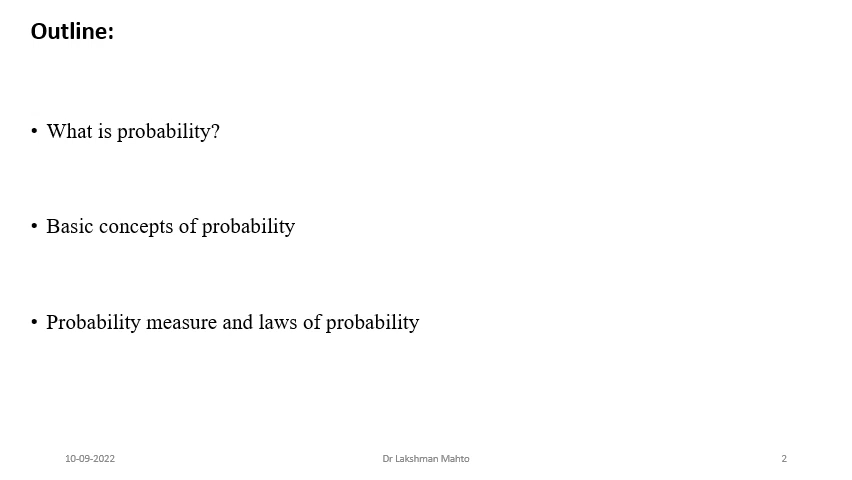 Outline:
• What is probability?
• Basic concepts of probability
• Probability measure and laws of probability
10-09-2022 Dr Lakshman Mahto 2